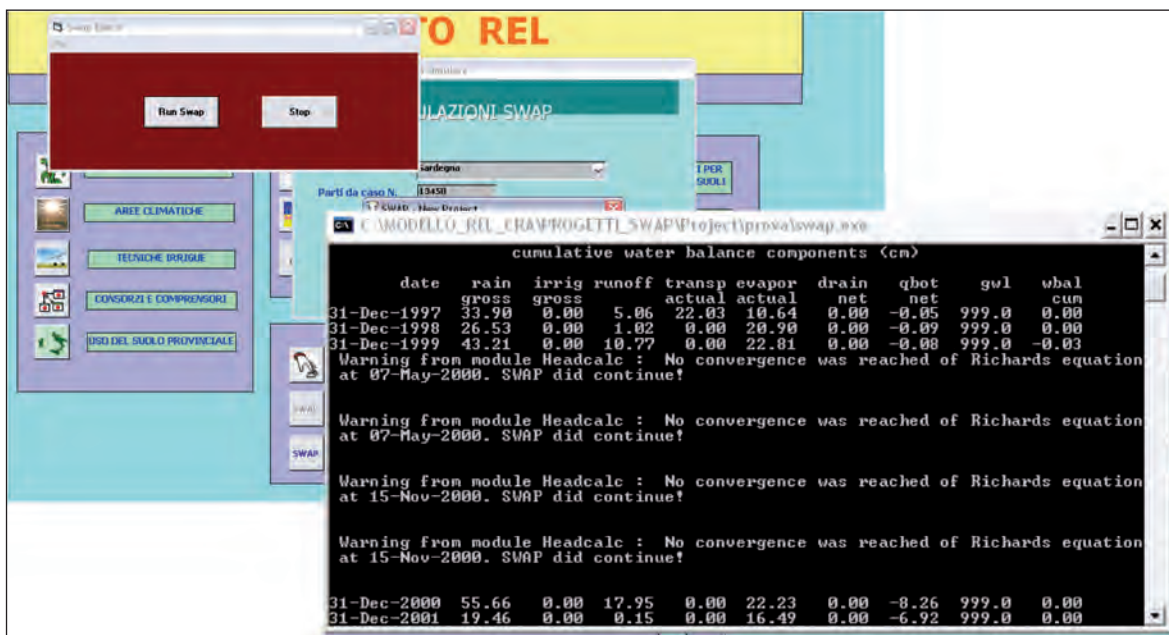 Swap Editor
TO REL
Run Swap
Stop
ULAZIONI SWAP
Sardegna
Parti da caso N.
13450
SWAP - New Project
I PER
SUOLI
AREE CLIMATICHE
TECNICHE IRRIGUE
CONSORZI E COMPRENSORI
USO DEL SUOLO PROVINCIALE
SWAP
SWAP
C:\MODELLO_REL_CRA\PROGETTI_SWAP\Project\prova\swap.exe
cumulative water balance components (cm)
date rain irrig runoff transp evapor drain qbot gwl wbal
gross gross actual actual net net cum
31-Dec-1997 33.90 0.00 5.06 22.03 10.64 0.00 -0.05 999.0 0.00
31-Dec-1998 26.53 0.00 1.02 0.00 20.90 0.00 -0.09 999.0 0.00
31-Dec-1999 43.21 0.00 10.77 0.00 22.81 0.00 -0.08 999.0 -0.03
Warning from module Headcalc : No convergence was reached of Richards equation
at 07-May-2000. SWAP did continue!
Warning from module Headcalc : No convergence was reached of Richards equation
at 07-May-2000. SWAP did continue!
Warning from module Headcalc : No convergence was reached of Richards equation
at 15-Nov-2000. SWAP did continue!
Warning from module Headcalc : No convergence was reached of Richards equation
at 15-Nov-2000. SWAP did continue!
31-Dec-2000 55.66 0.00 17.95 0.00 22.23 0.00 -8.26 999.0 0.00
31-Dec-2001 19.46 0.00 0.15 0.00 16.49 0.00 -6.92 999.0 0.00